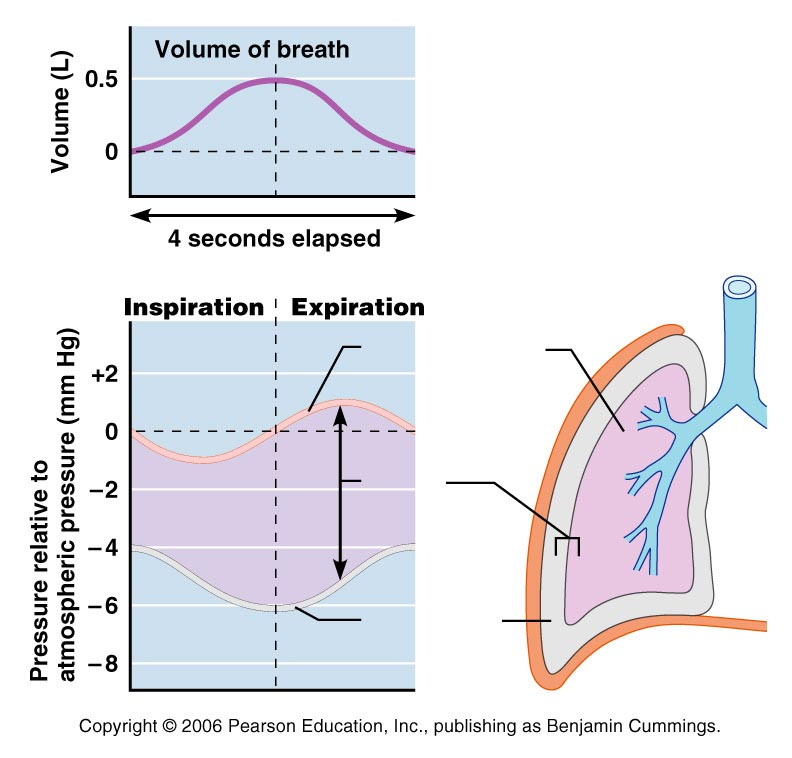 Volume of breath
Volume (L)
0.5
0
4 seconds elapsed
Inspiration
Expiration
Pressure relative to
atmospheric pressure (mm Hg)
+2
0
–2
–4
–6
–8
Copyright © 2006 Pearson Education, Inc., publishing as Benjamin Cummings.